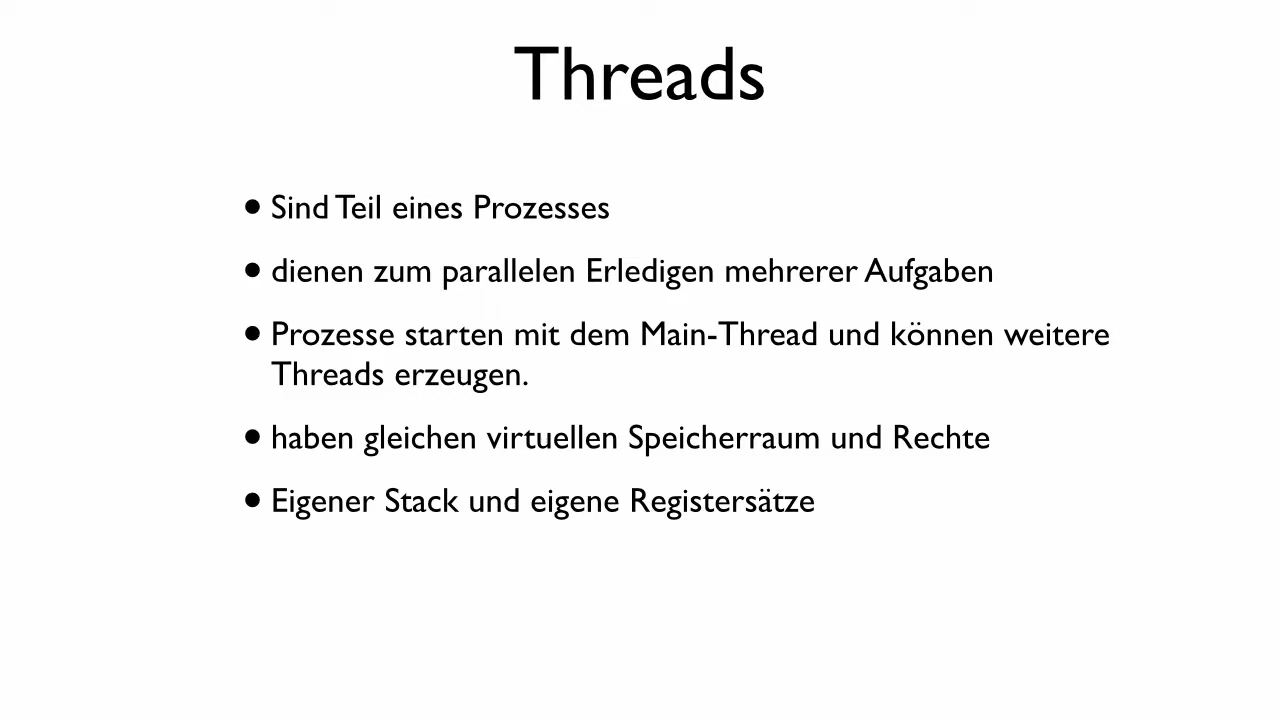 Threads
• Sind Teil eines Prozesses
• dienen zum parallelen Erledigen mehrerer Aufgaben
• Prozesse starten mit dem Main-Thread und können weitere
Threads erzeugen.
• haben gleichen virtuellen Speicherraum und Rechte
• Eigener Stack und eigene Registersätze